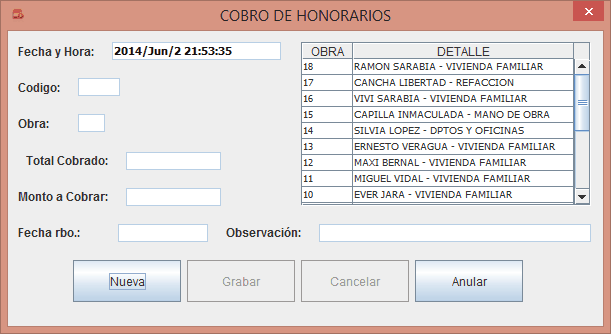 COBRO DE HONORARIOS
Fecha y Hora: 2014/Jun/2 21:53:35
Codigo:
Obra:
Total Cobrado:
Monto a Cobrar:
Fecha rbo.:
Observación:
OBRA DETALLE
18 RAMON SARABIA - VIVIENDA FAMILIAR
17 CANCHA LIBERTAD - REFACCION
16 VIVI SARABIA - VIVIENDA FAMILIAR
15 CAPILLA INMACULADA - MANO DE OBRA
14 SILVIA LOPEZ - DPTOS Y OFICINAS
13 ERNESTO VERAGUA - VIVIENDA FAMILIAR
12 MAXI BERNAL - VIVIENDA FAMILIAR
11 MIGUEL VIDAL - VIVIENDA FAMILIAR
10 EVER JARA - VIVIENDA FAMILIAR
Nueva Grabar Cancelar Anular